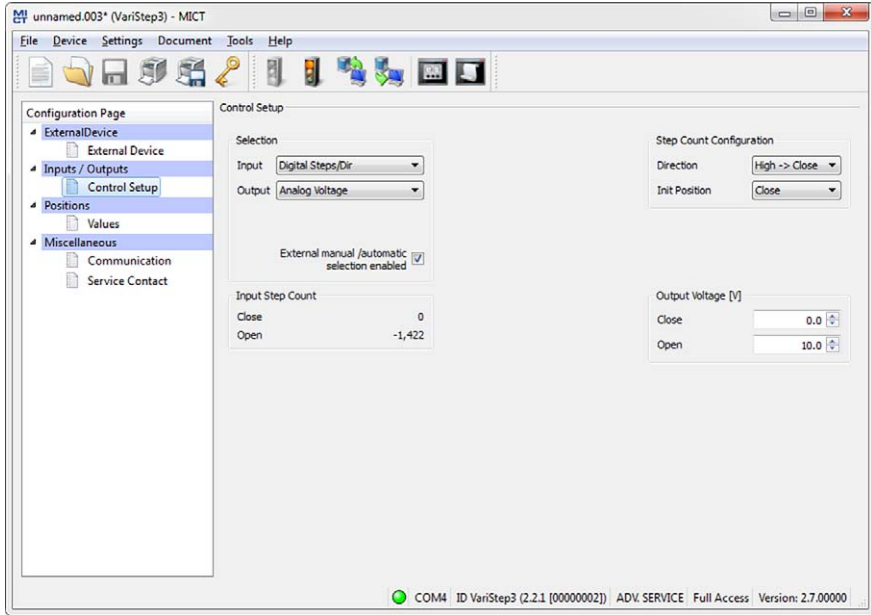 unnamed.003* (VariStep3) - MICT
File Device Settings Document Tools Help
Configuration Page
ExternalDevice
External Device
Inputs / Outputs
Control Setup
Positions
Values
Miscellaneous
Communication
Service Contact
Control Setup
Selection
Input Digital Steps/Dir
Output Analog Voltage
External manual /automatic
selection enabled
Step Count Configuration
Direction High -> Close
Init Position Close
Input Step Count
Close 0
Open -1,422
Output Voltage [V]
Close 0.0
Open 10.0
COM4 ID VariStep3 (2.2.1 [00000002]) ADV. SERVICE Full Access Version: 2.7.00000